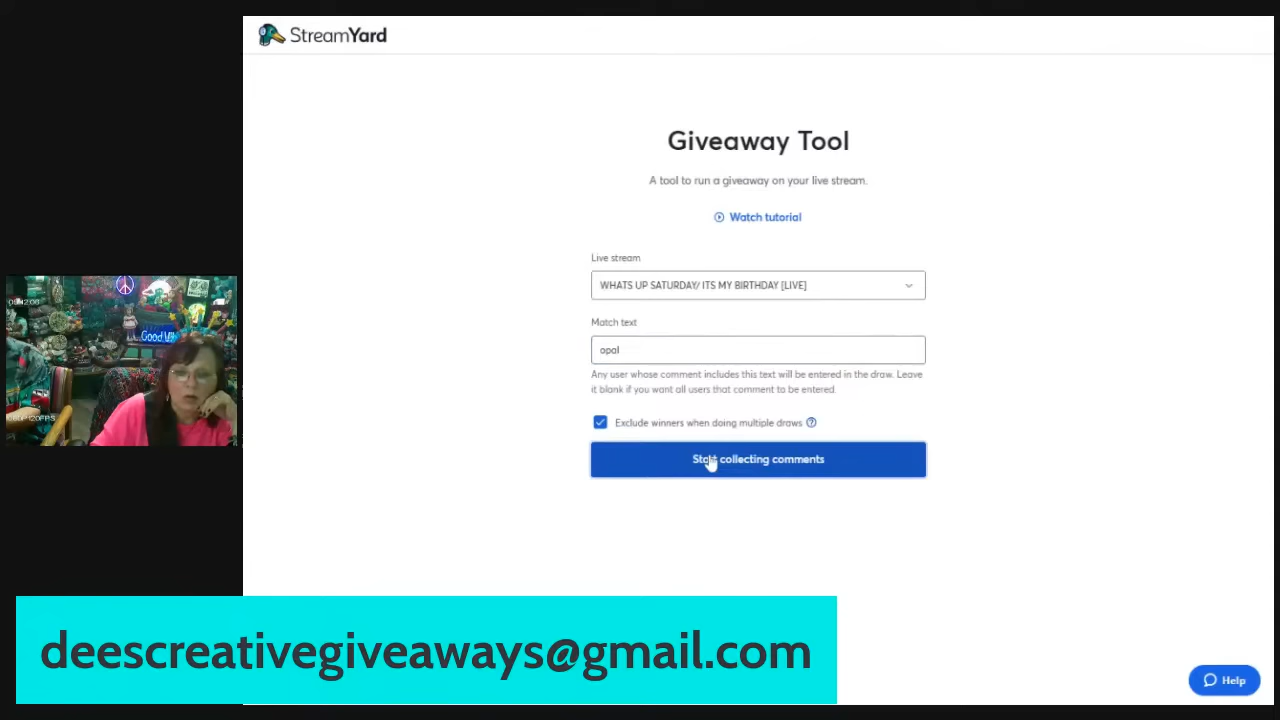 StreamYard
Giveaway Tool
A tool to run a giveaway on your live stream.
Watch tutorial
Live stream
WHATS UP SATURDAY/ ITS MY BIRTHDAY [LIVE]
Match text
opal
Any user whose comment includes this text will be entered in the draw. Leave
it blank if you want all users that comment to be entered.
Exclude winners when doing multiple draws
Start collecting comments
Good
deescreativegiveaways@gmail.com
Help